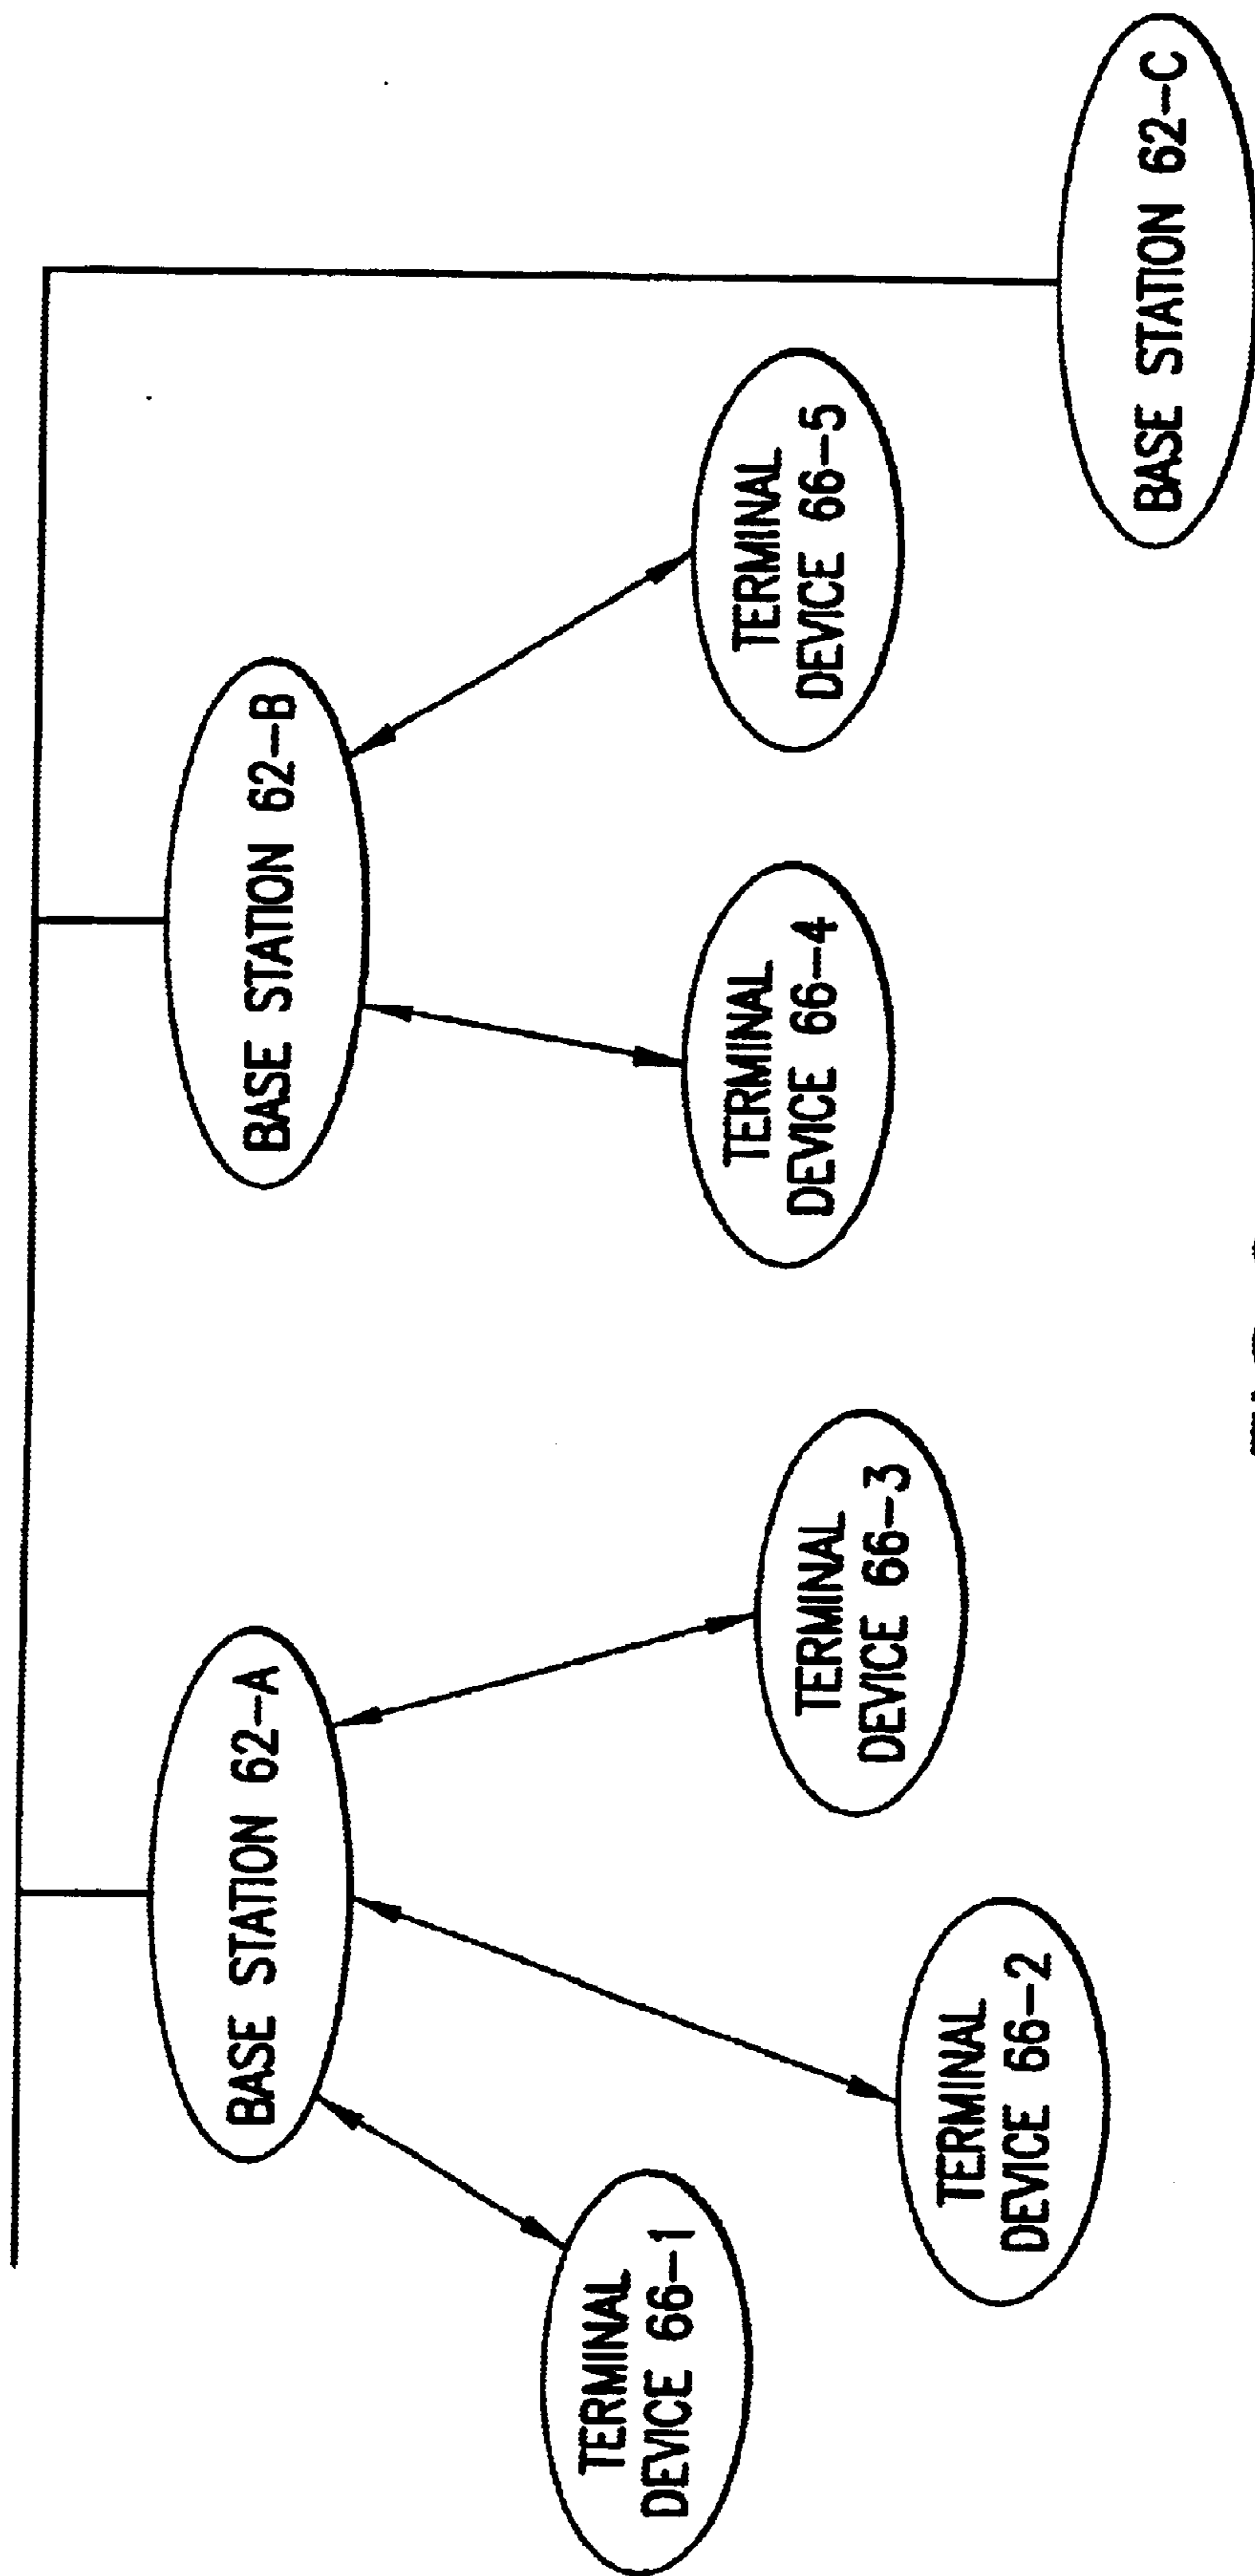 BASE STATION 62-A
BASE STATION 62-B
TERMINAL
DEVICE 66-1
TERMINAL
DEVICE 66-2
TERMINAL
DEVICE 66-3
TERMINAL
DEVICE 66-4
TERMINAL
DEVICE 66-5
BASE STATION 62-C